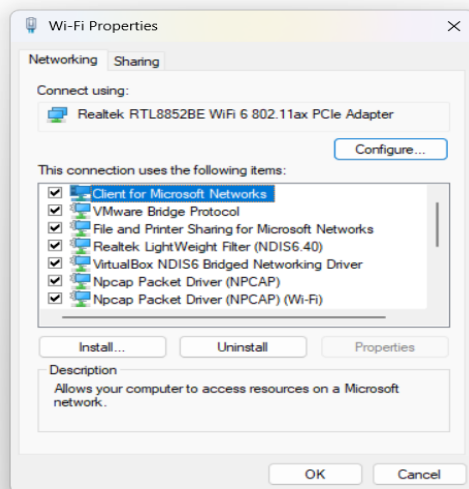 Wi-Fi Properties
Networking Sharing
Connect using:
Realtek RTL8852BE WiFi 6 802.11ax PCIe Adapter
Configure...
This connection uses the following items:
Client for Microsoft Networks
VMware Bridge Protocol
File and Printer Sharing for Microsoft Networks
Realtek LightWeight Filter (NDIS6.40)
VirtualBox NDIS6 Bridged Networking Driver
Npcap Packet Driver (NPCAP)
Npcap Packet Driver (NPCAP) (Wi-Fi)
Install... Uninstall Properties
Description
Allows your computer to access resources on a Microsoft
network.
OK Cancel